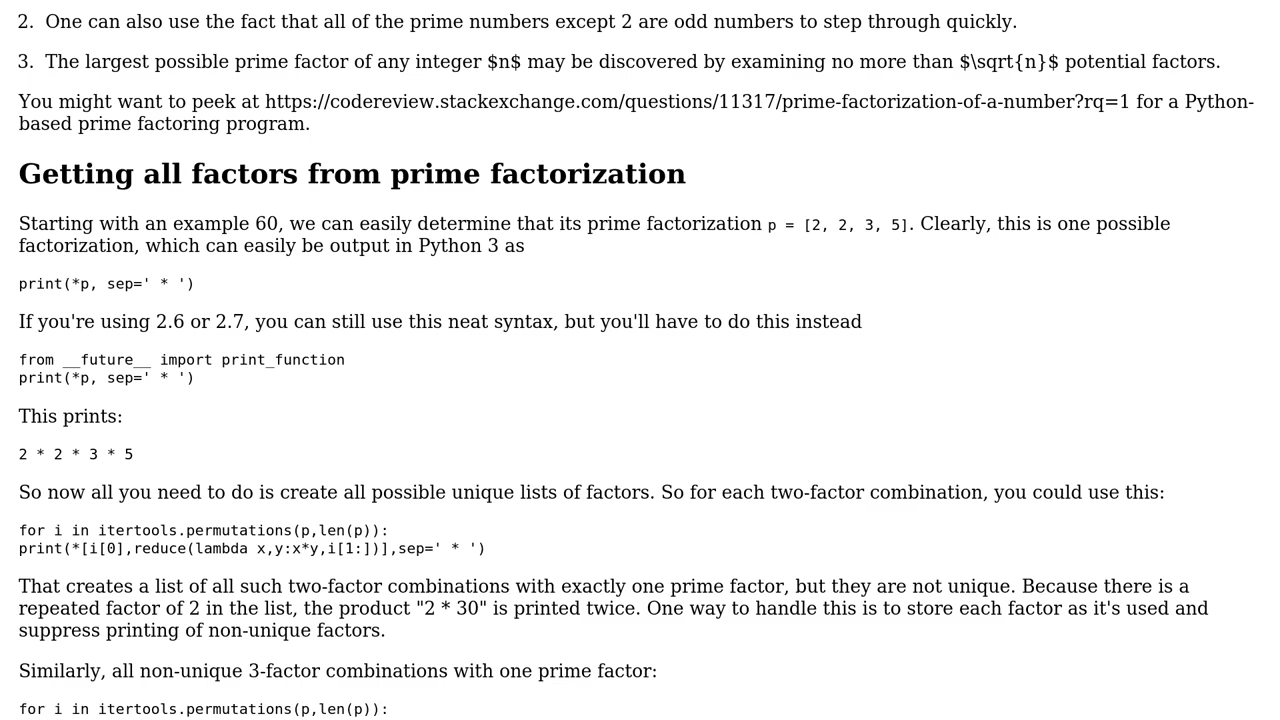 2. One can also use the fact that all of the prime numbers except 2 are odd numbers to step through quickly.
3. The largest possible prime factor of any integer $n$ may be discovered by examining no more than $\sqrt{n}$ potential factors.
You might want to peek at https://codereview.stackexchange.com/questions/11317/prime-factorization-of-a-number?rq=1 for a Python-
based prime factoring program.
Getting all factors from prime factorization
Starting with an example 60, we can easily determine that its prime factorization p = [2, 2, 3, 5]. Clearly, this is one possible
factorization, which can easily be output in Python 3 as
print(*p, sep=' * ')
If you're using 2.6 or 2.7, you can still use this neat syntax, but you'll have to do this instead
from __future__ import print_function
print(*p, sep=' * ')
This prints:
2 * 2 * 3 * 5
So now all you need to do is create all possible unique lists of factors. So for each two-factor combination, you could use this:
for i in itertools.permutations(p,len(p)):
print(*[i[0],reduce(lambda x,y:x*y,i[1:])],sep=' * ')
That creates a list of all such two-factor combinations with exactly one prime factor, but they are not unique. Because there is a
repeated factor of 2 in the list, the product "2 * 30" is printed twice. One way to handle this is to store each factor as it's used and
suppress printing of non-unique factors.
Similarly, all non-unique 3-factor combinations with one prime factor:
for i in itertools.permutations(p,len(p)):